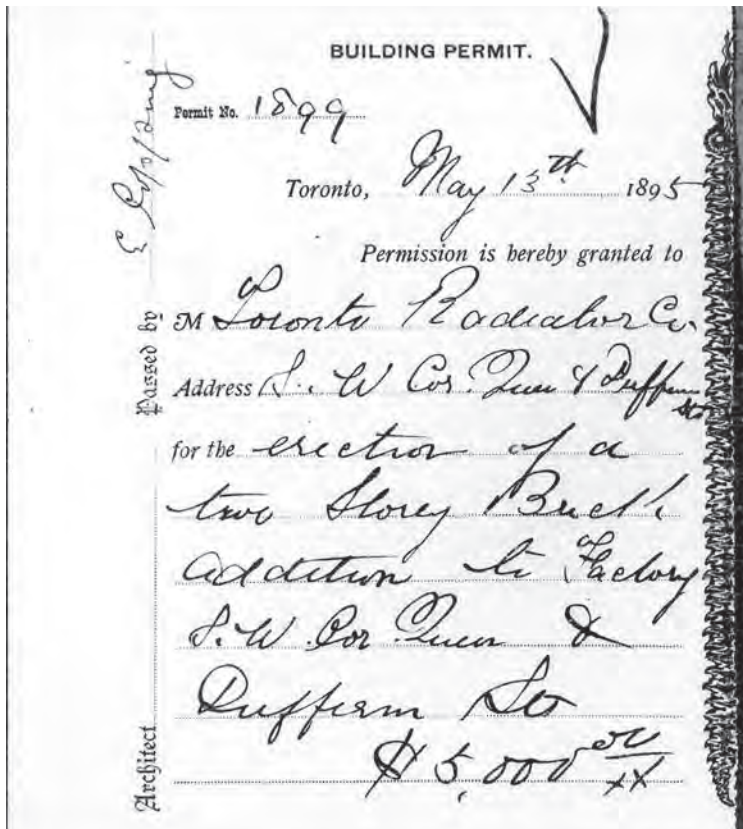 BUILDING PERMIT.
Permit No. 1899
Toronto, May 13th 1895
Permission is hereby granted to
M Toronto Radiator Co.
Address S. W Cor. Queen & Dufferin Sts
for the erection of a
two Storey Brick
addition to Factory
S. W. Cor Queen &
Dufferin Sts
$5,000
Passed by E
Architect